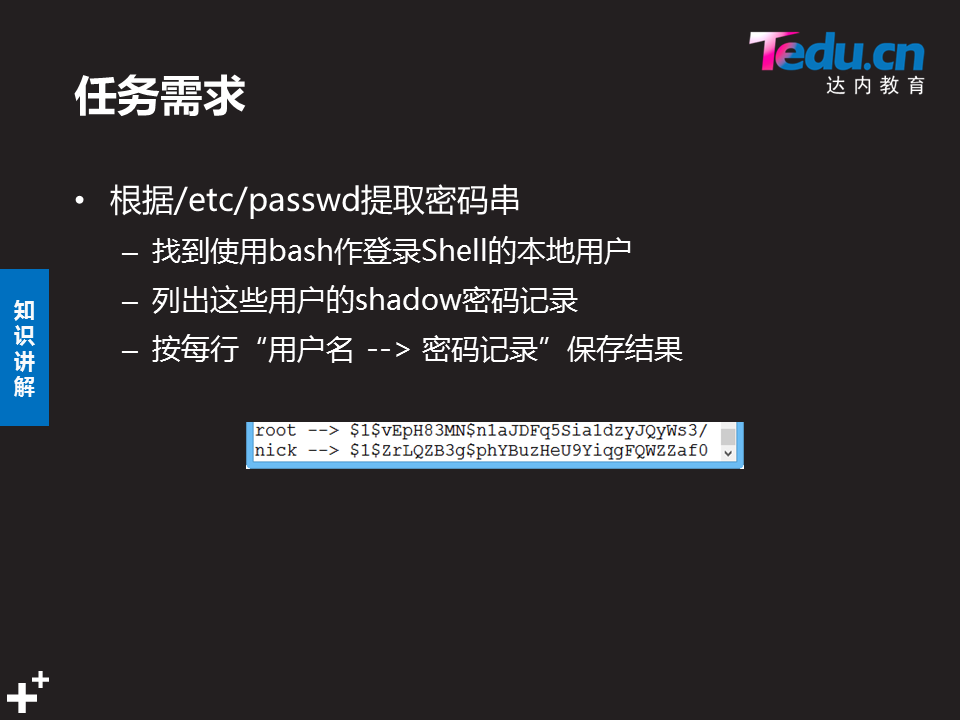 Tedu.cn
达内教育
任务需求
• 根据/etc/passwd提取密码串
– 找到使用bash作登录Shell的本地用户
– 列出这些用户的shadow密码记录
– 按每行“用户名 --> 密码记录”保存结果
知识讲解
root --> $1$vEpH83MN$n1aJDFq5Sia1dzyJQyWs3/
nick --> $1$ZrLQZB3g$phYBuzHeU9YiqgFQWZZaf0